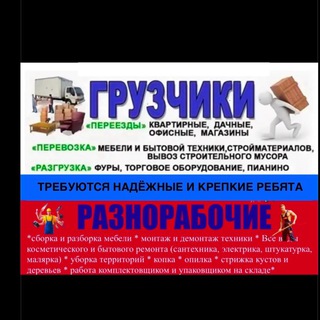 ГРУЗЧИКИ
«ПЕРЕЕЗДЫ» КВАРТИРНЫЕ, ДАЧНЫЕ,
ОФИСНЫЕ, МАГАЗИНЫ
«ПЕРЕВОЗКА» МЕБЕЛИ И БЫТОВОЙ ТЕХНИКИ,СТРОЙМАТЕРИАЛОВ,
ВЫВОЗ СТРОИТЕЛЬНОГО МУСОРА
«РАЗГРУЗКА» ФУРЫ, ТОРГОВОЕ ОБОРУДОВАНИЕ, ПИАНИНО
ТРЕБУЮТСЯ НАДЁЖНЫЕ И КРЕПКИЕ РЕБЯТА
РАЗНОРАБОЧИЕ
*сборка и разборка мебели * монтаж и демонтаж техники * Все
косметического и бытового ремонта (сантехника, электрика, штукатурка,
малярка) * уборка территорий * копка * опилка * стрижка кустов и
деревьев * работа комплектовщиком и упаковщиком на складе*